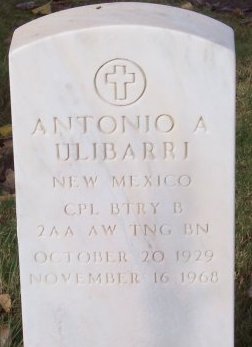 ANTONIO A
ULIBARRI
NEW MEXICO
CPL BTRY B
2AA AW TNG BN
OCTOBER 20 1929
NOVEMBER 16 1968